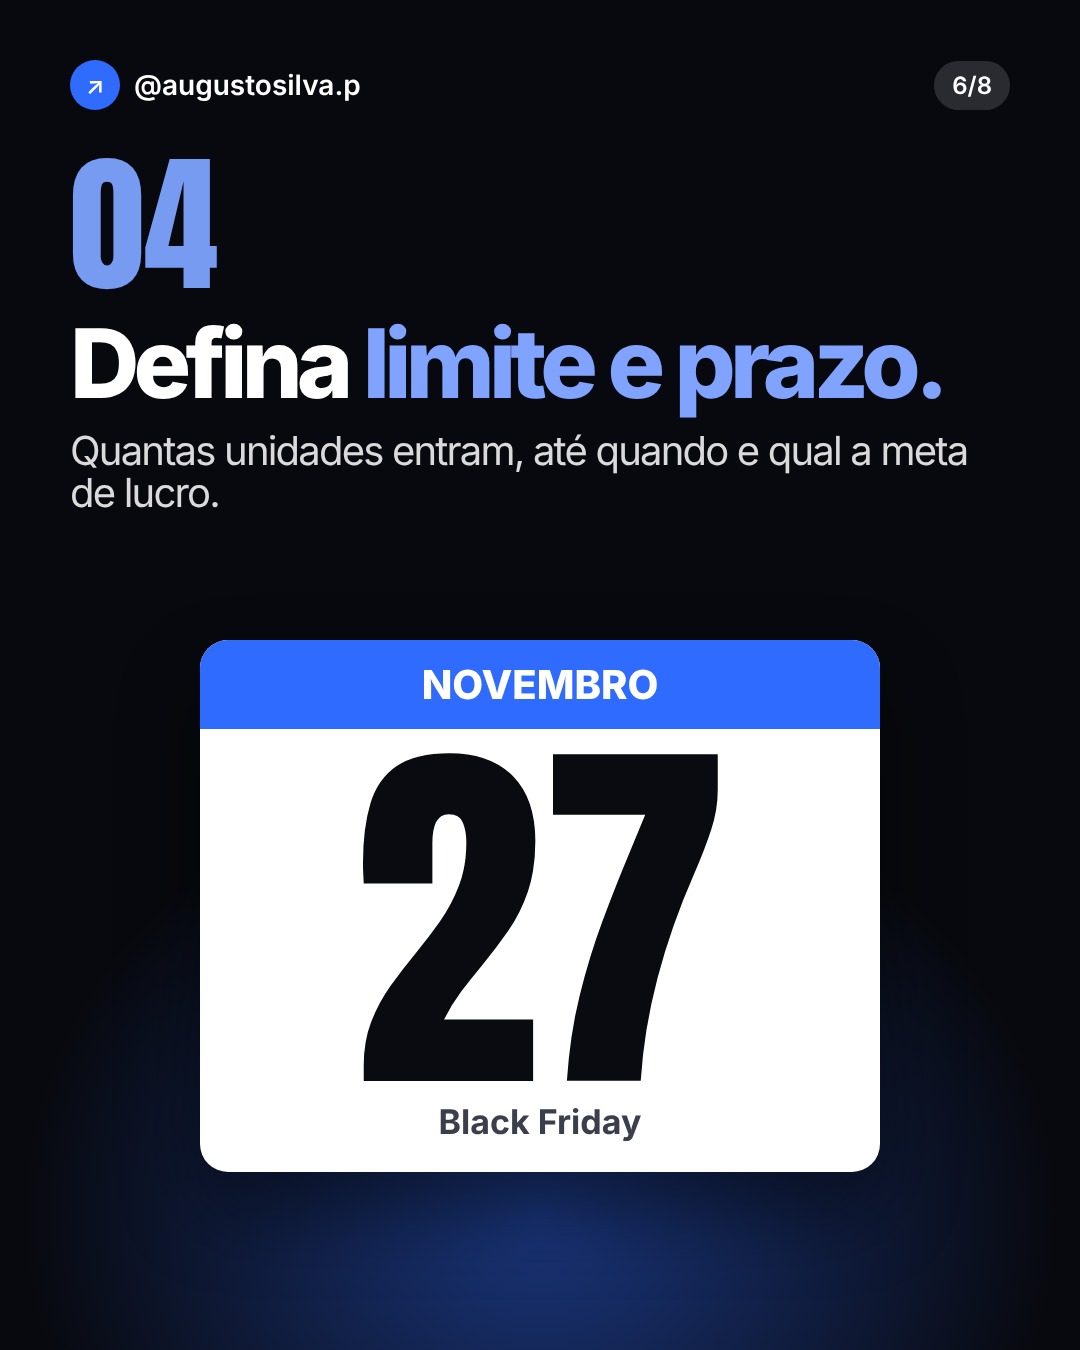 @augustosilva.p
6/8
04
Defina limite e prazo.
Quantas unidades entram, até quando e qual a meta
de lucro.
NOVEMBRO
27
Black Friday